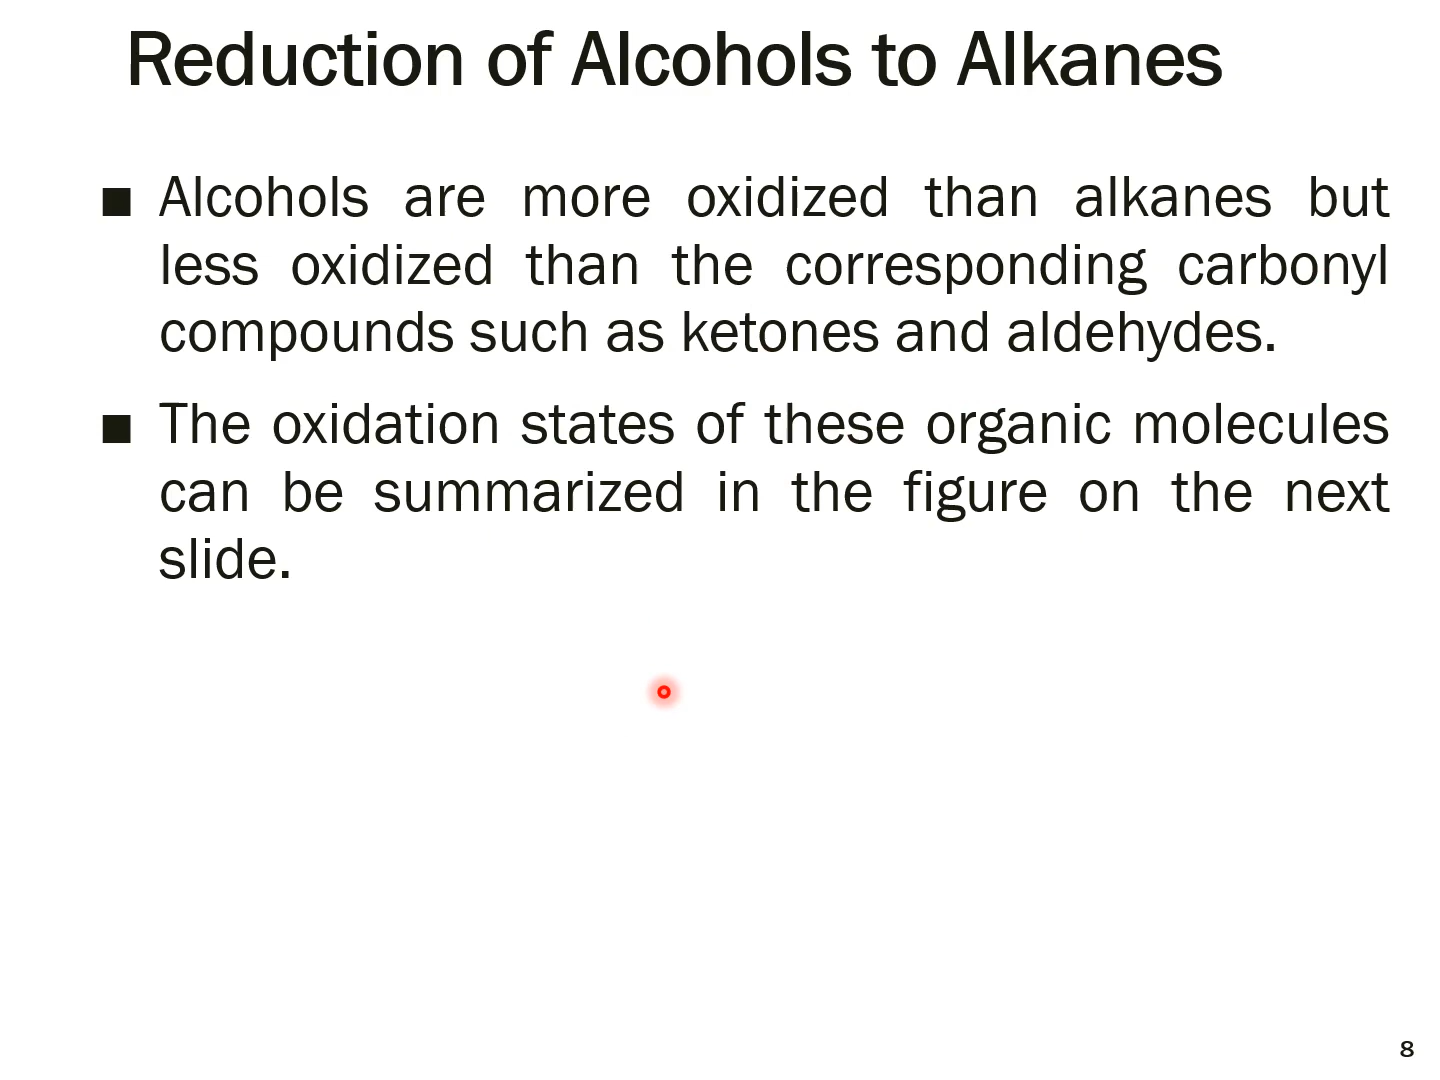 Reduction of Alcohols to Alkanes
■ Alcohols are more oxidized than alkanes but
less oxidized than the corresponding carbonyl
compounds such as ketones and aldehydes.
■ The oxidation states of these organic molecules
can be summarized in the figure on the next
slide.
8